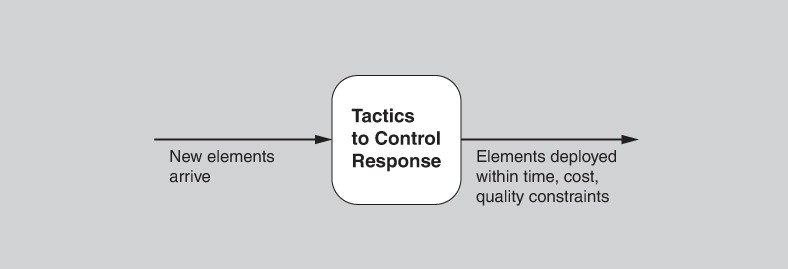 Tactics
to Control
Response
New elements
arrive
Elements deployed
within time, cost,
quality constraints